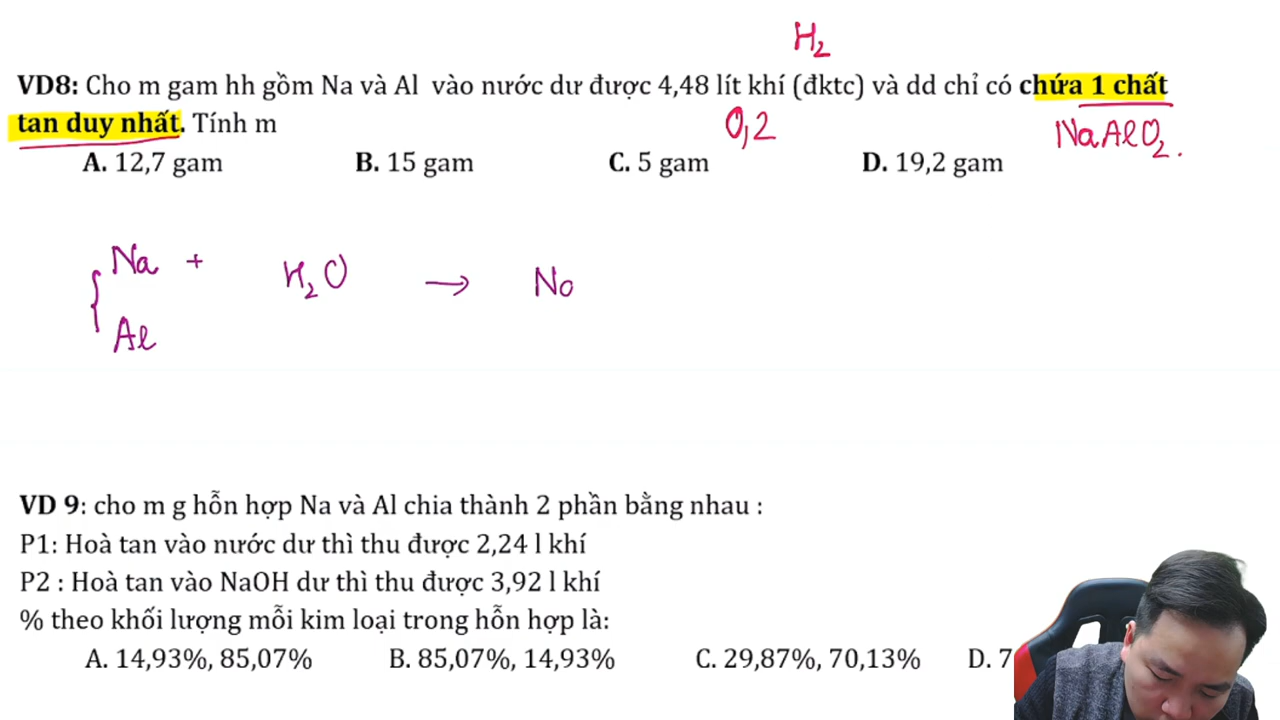 H₂
VD8: Cho m gam hh gồm Na và Al vào nước dư được 4,48 lít khí (đktc) và dd chỉ có chứa 1 chất
tan duy nhất. Tính m
0,2
NaAlO₂.
A. 12,7 gam B. 15 gam C. 5 gam D. 19,2 gam
Na + H₂O → No
Al
VD 9: cho m g hỗn hợp Na và Al chia thành 2 phần bằng nhau :
P1: Hoà tan vào nước dư thì thu được 2,24 l khí
P2 : Hoà tan vào NaOH dư thì thu được 3,92 l khí
% theo khối lượng mỗi kim loại trong hỗn hợp là:
A. 14,93%, 85,07% B. 85,07%, 14,93% C. 29,87%, 70,13% D. 7